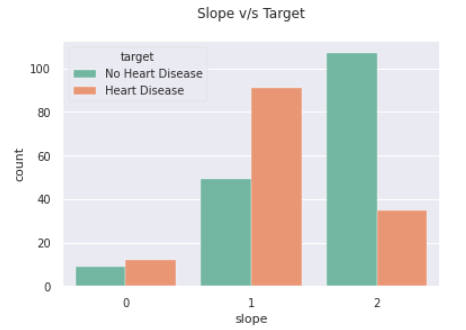 Slope v/s Target
target
No Heart Disease
Heart Disease
100
80
60
40
20
0
count
0 1 2
slope